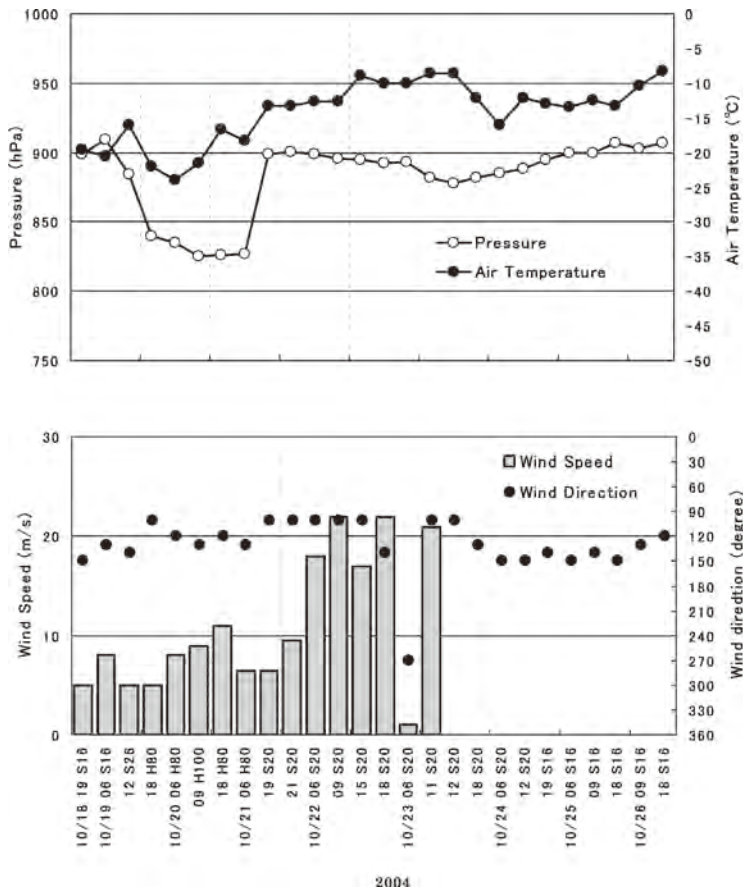 1000
950
900
850
800
750
Pressure (hPa)
0
-5
-10
-15
-20
-25
-30
-35
-40
-45
-50
Air Temperature (℃)
Pressure
Air Temperature
30
20
10
0
Wind Speed (m/s)
0
30
60
90
120
150
180
210
240
270
300
330
360
Wind diredtion (degree)
Wind Speed
Wind Direction
10/18 19 S16
10/19 06 S16
12 S26
18 H80
10/20 06 H80
09 H100
18 H80
10/21 06 H80
19 S20
21 S20
10/22 06 S20
09 S20
15 S20
18 S20
10/23 06 S20
11 S20
12 S20
18 S20
10/24 06 S20
12 S20
19 S16
10/25 06 S16
09 S16
18 S16
10/26 09 S16
18 S16
2004